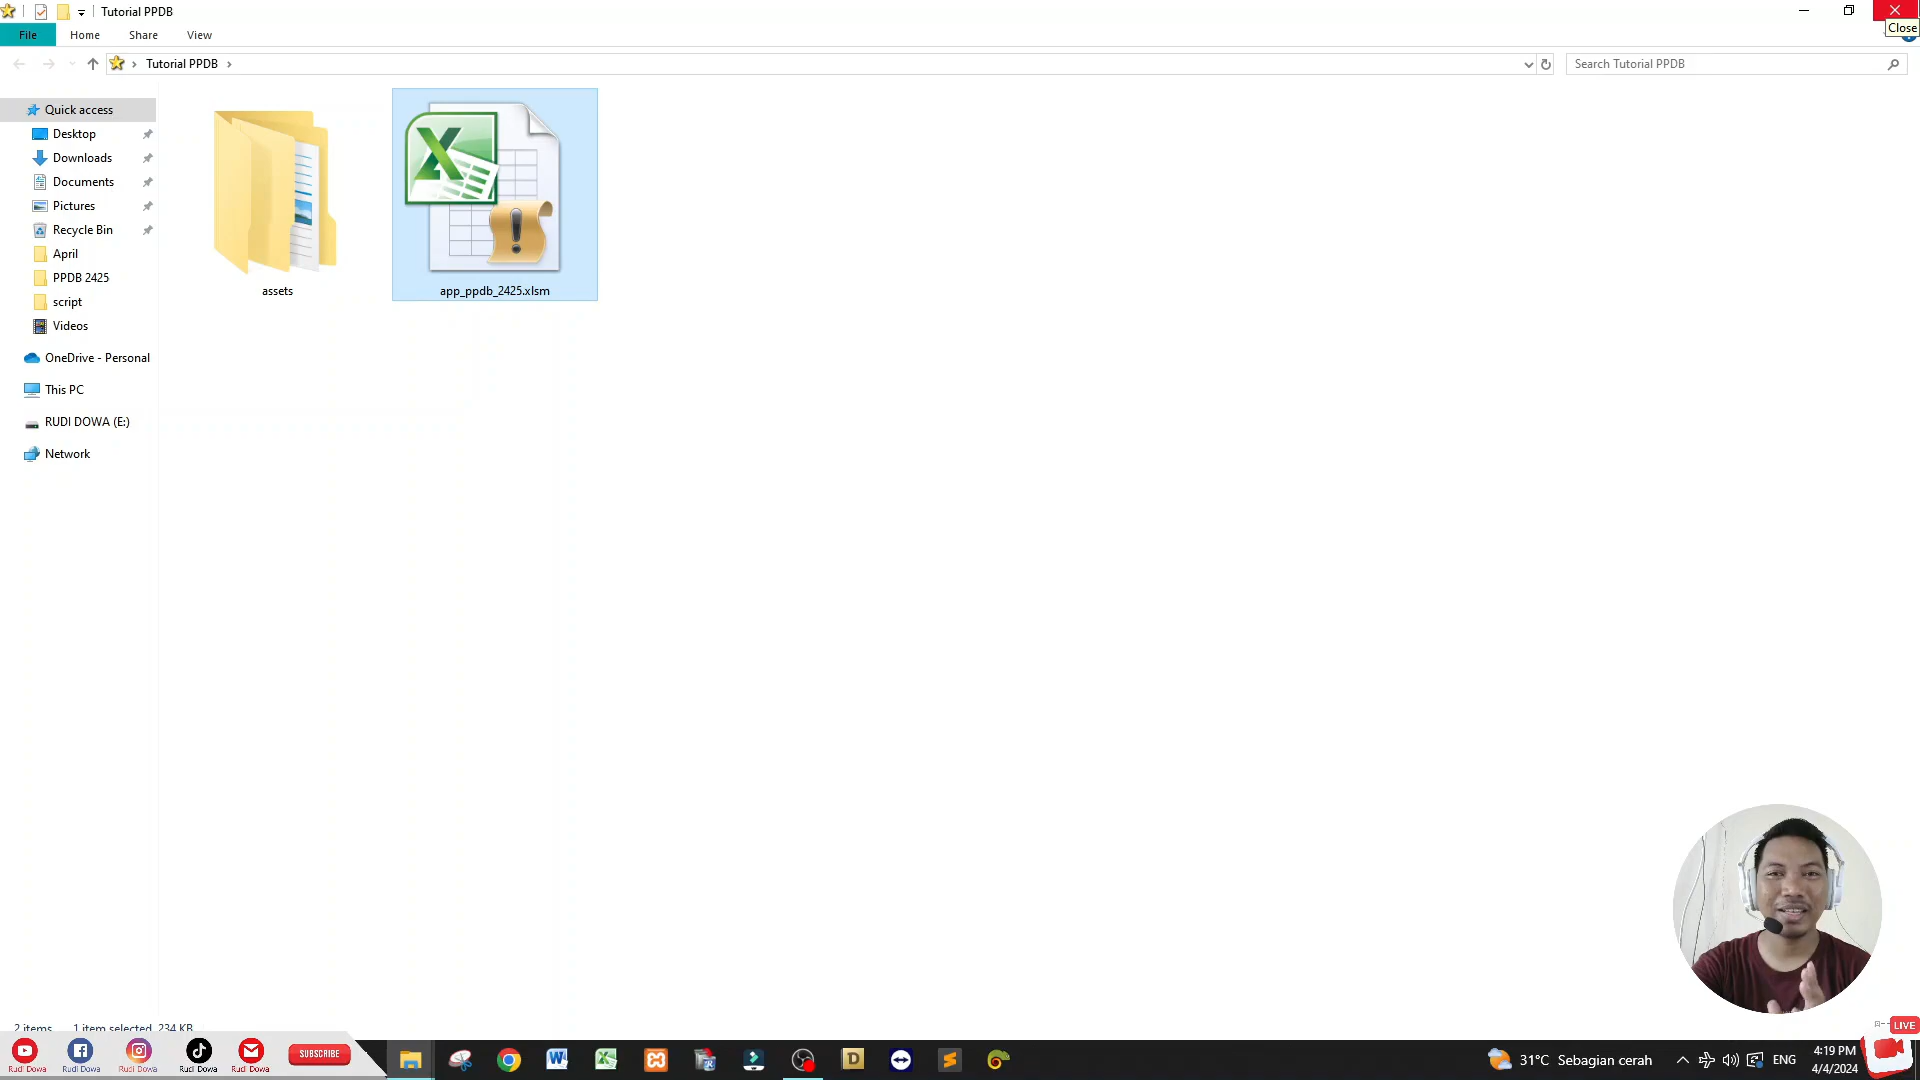 Tutorial PPDB
Close
File Home Share View
Tutorial PPDB
Search Tutorial PPDB
Quick access
Desktop
Downloads
Documents
Pictures
Recycle Bin
April
PPDB 2425
script
Videos
OneDrive - Personal
This PC
RUDI DOWA (E:)
Network
assets
app_ppdb_2425.xlsm
2 items 1 item selected 234 KB
Rudi Dowa
Rudi Dowa
Rudi Dowa
Rudi Dowa
Rudi Dowa
SUBSCRIBE
31°C Sebagian cerah
ENG
4:19 PM
4/4/2024
LIVE